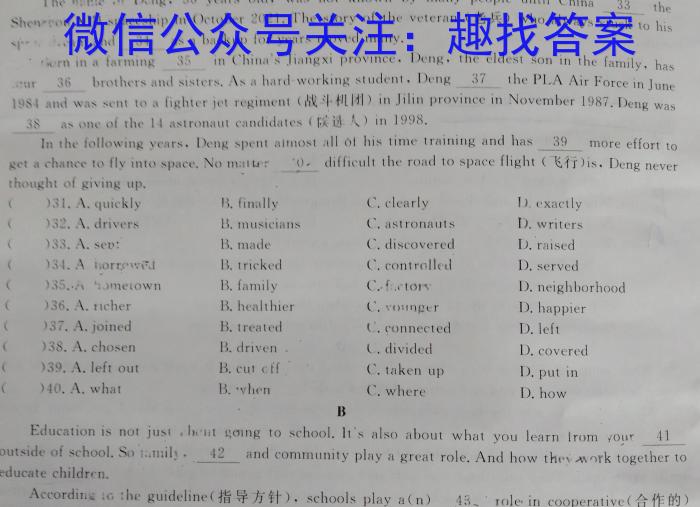 微信公众号关注：趣找答案
China 33 the
to his
in a farming 35 in China's Jiangxi province, Deng, the eldest son in the family, has
36 brothers and sisters. As a hard-working student, Deng 37 the PLA Air Force in June
1984 and was sent to a fighter jet regiment (战斗机团) in Jilin province in November 1987. Deng was
38 as one of the 14 astronaut candidates (候选人) in 1998.
In the following years, Deng spent almost all of his time training and has 39 more effort to
get a chance to fly into space. No matter difficult the road to space flight (飞行) is, Deng never
thought of giving up.
( )31. A. quickly B. finally C. clearly D. exactly
( )32. A. drivers B. musicians C. astronauts D. writers
( )33. A. B. made C. discovered D. raised
( )34. A. B. tricked C. controlled D. served
( )35. A. hometown B. family C. factory D. neighborhood
( )36. A. richer B. healthier C. younger D. happier
( )37. A. joined B. treated C. connected D. left
( )38. A. chosen B. driven C. divided D. covered
( )39. A. left out B. cut off C. taken up D. put in
( )40. A. what B. when C. where D. how
B
Education is not just about going to school. It's also about what you learn from your 41
outside of school. So family, 42 and community play a great role. And how they work together to
educate children.
According to the guideline (指导方针), schools play a(n) 43 role in cooperative (合作的)